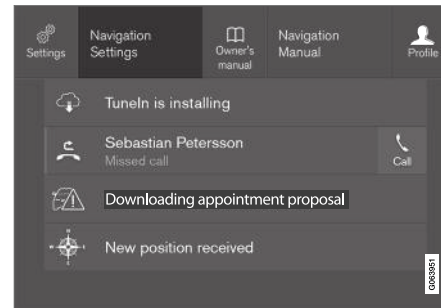 Settings
Navigation
Settings
Owner's
manual
Navigation
Manual
Profile
TuneIn is installing
Sebastian Petersson
Missed call
Call
Downloading appointment proposal
New position received
G063951